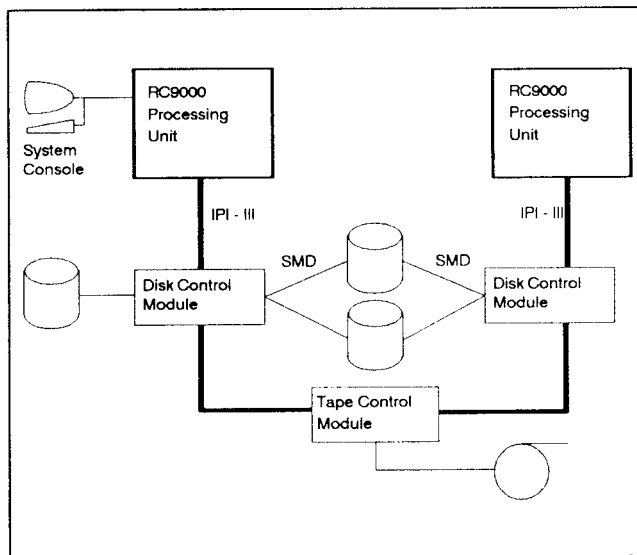 RC9000
Processing
Unit
RC9000
Processing
Unit
System
Console
IPI - III
IPI - III
SMD
SMD
Disk Control
Module
Disk Control
Module
Tape Control
Module